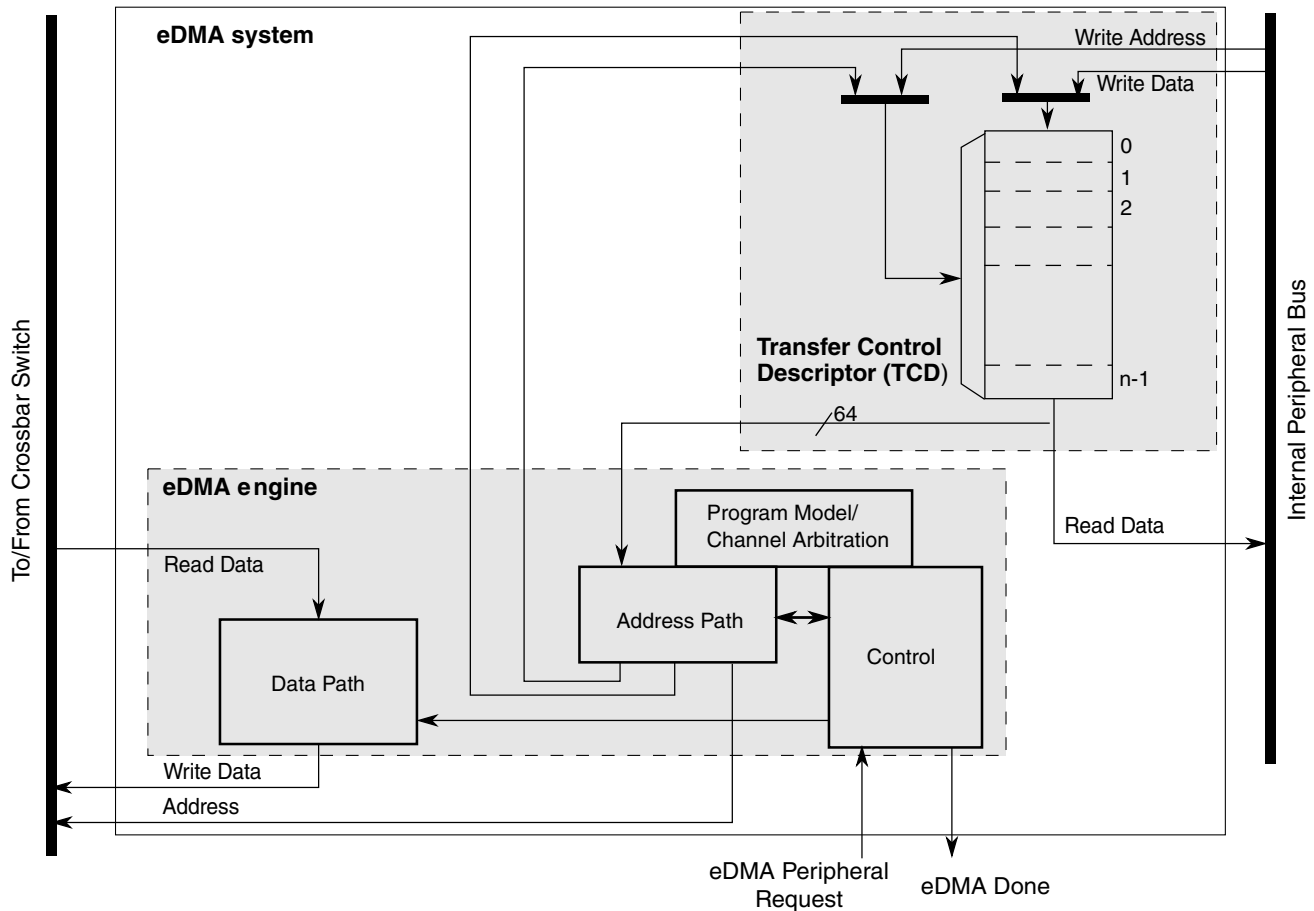 eDMA system
Write Address
Write Data
0
1
2
n-1
Transfer Control
Descriptor (TCD)
64
To/From Crossbar Switch
Internal Peripheral Bus
eDMA engine
Program Model/
Channel Arbitration
Read Data
Read Data
Address Path
Control
Data Path
Write Data
Address
eDMA Peripheral
Request
eDMA Done